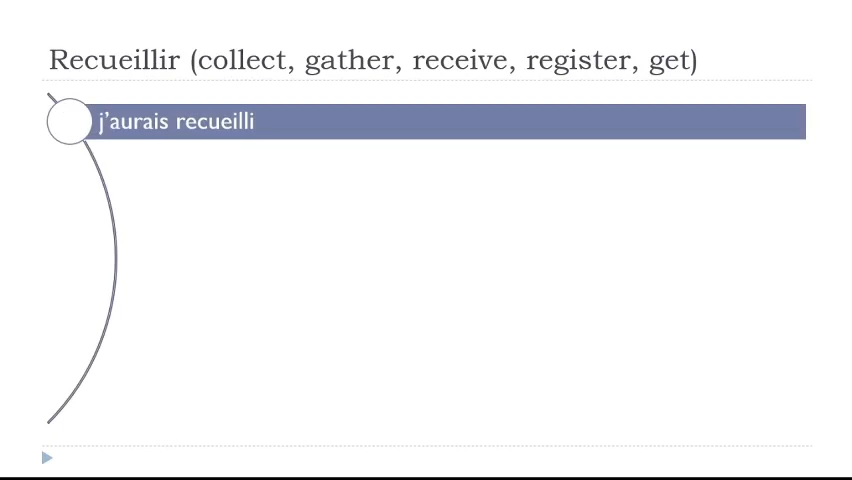 Recueillir (collect, gather, receive, register, get)
j’aurais recueilli